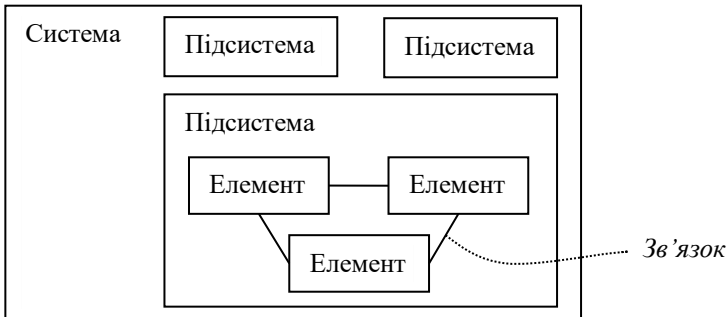 Система
Підсистема
Підсистема
Підсистема
Елемент
Елемент
Елемент
Зв’язок